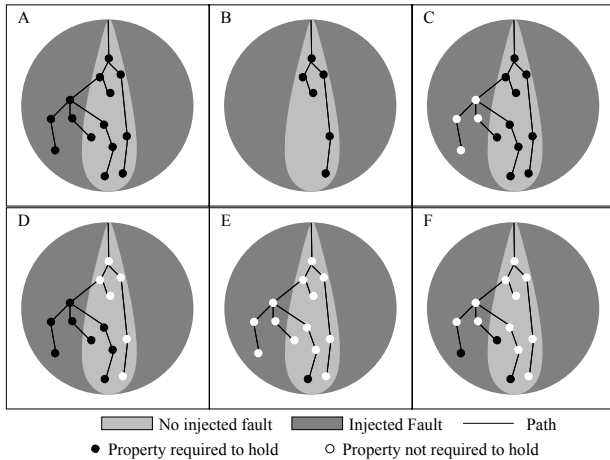 A B C
D E F
No injected fault Injected Fault Path
Property required to hold Property not required to hold